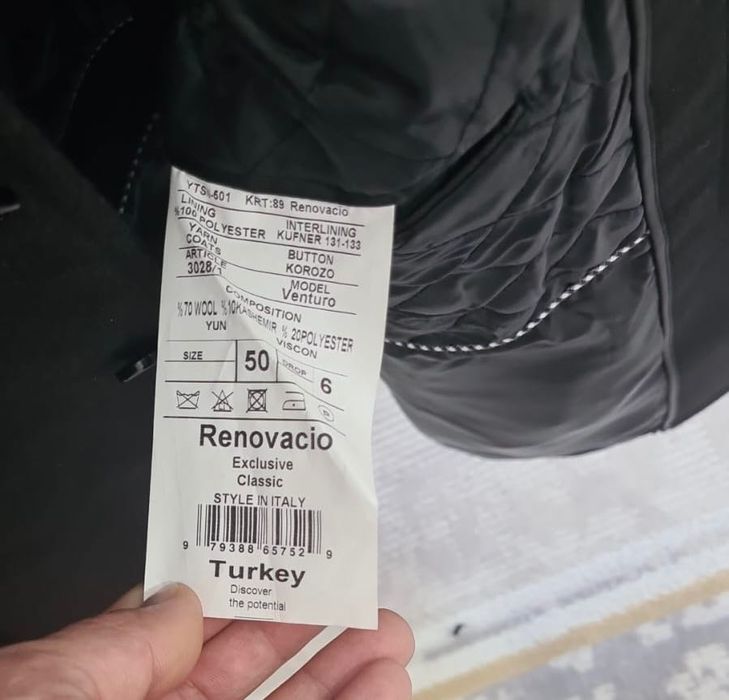 YTS-601 KRT:89 Renovacio
LINING INTERLINING
%100 POLYESTER KUFNER 131-133
YARN BUTTON
COATS KOROZO
ARTICLE MODEL
3028/1 Venturo
COMPOSITION
%70 WOOL %10KASHEMIR % 20POLYESTER
YUN VISCON
SIZE 50 DROP 6
P
Renovacio
Exclusive
Classic
STYLE IN ITALY
9 79388 65752 9
Turkey
Discover
the potential